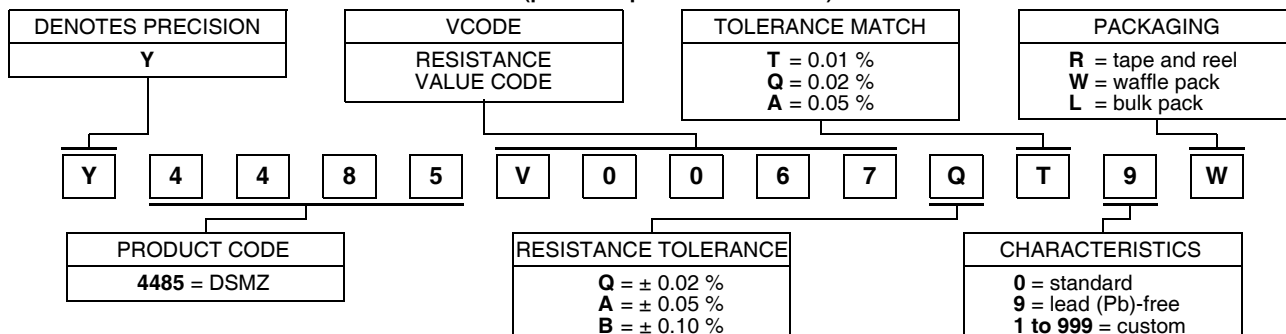 DENOTES PRECISION
Y
VCODE
RESISTANCE
VALUE CODE
TOLERANCE MATCH
T = 0.01 %
Q = 0.02 %
A = 0.05 %
PACKAGING
R = tape and reel
W = waffle pack
L = bulk pack
Y 4 4 8 5 V 0 0 6 7 Q T 9 W
PRODUCT CODE
4485 = DSMZ
RESISTANCE TOLERANCE
Q = ± 0.02 %
A = ± 0.05 %
B = ± 0.10 %
CHARACTERISTICS
0 = standard
9 = lead (Pb)-free
1 to 999 = custom